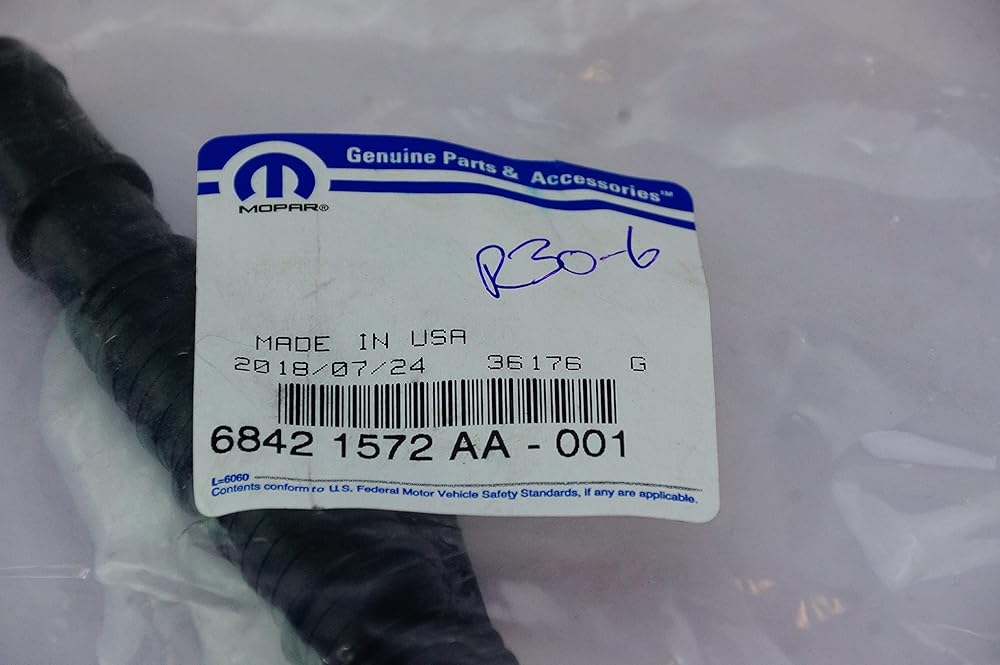 Genuine Parts & Accessories™
MOPAR®
R30-6
MADE IN USA
2018/07/24 36176 G
6842 1572 AA - 001
L=6060
Contents conform to U.S. Federal Motor Vehicle Safety Standards, if any are applicable.